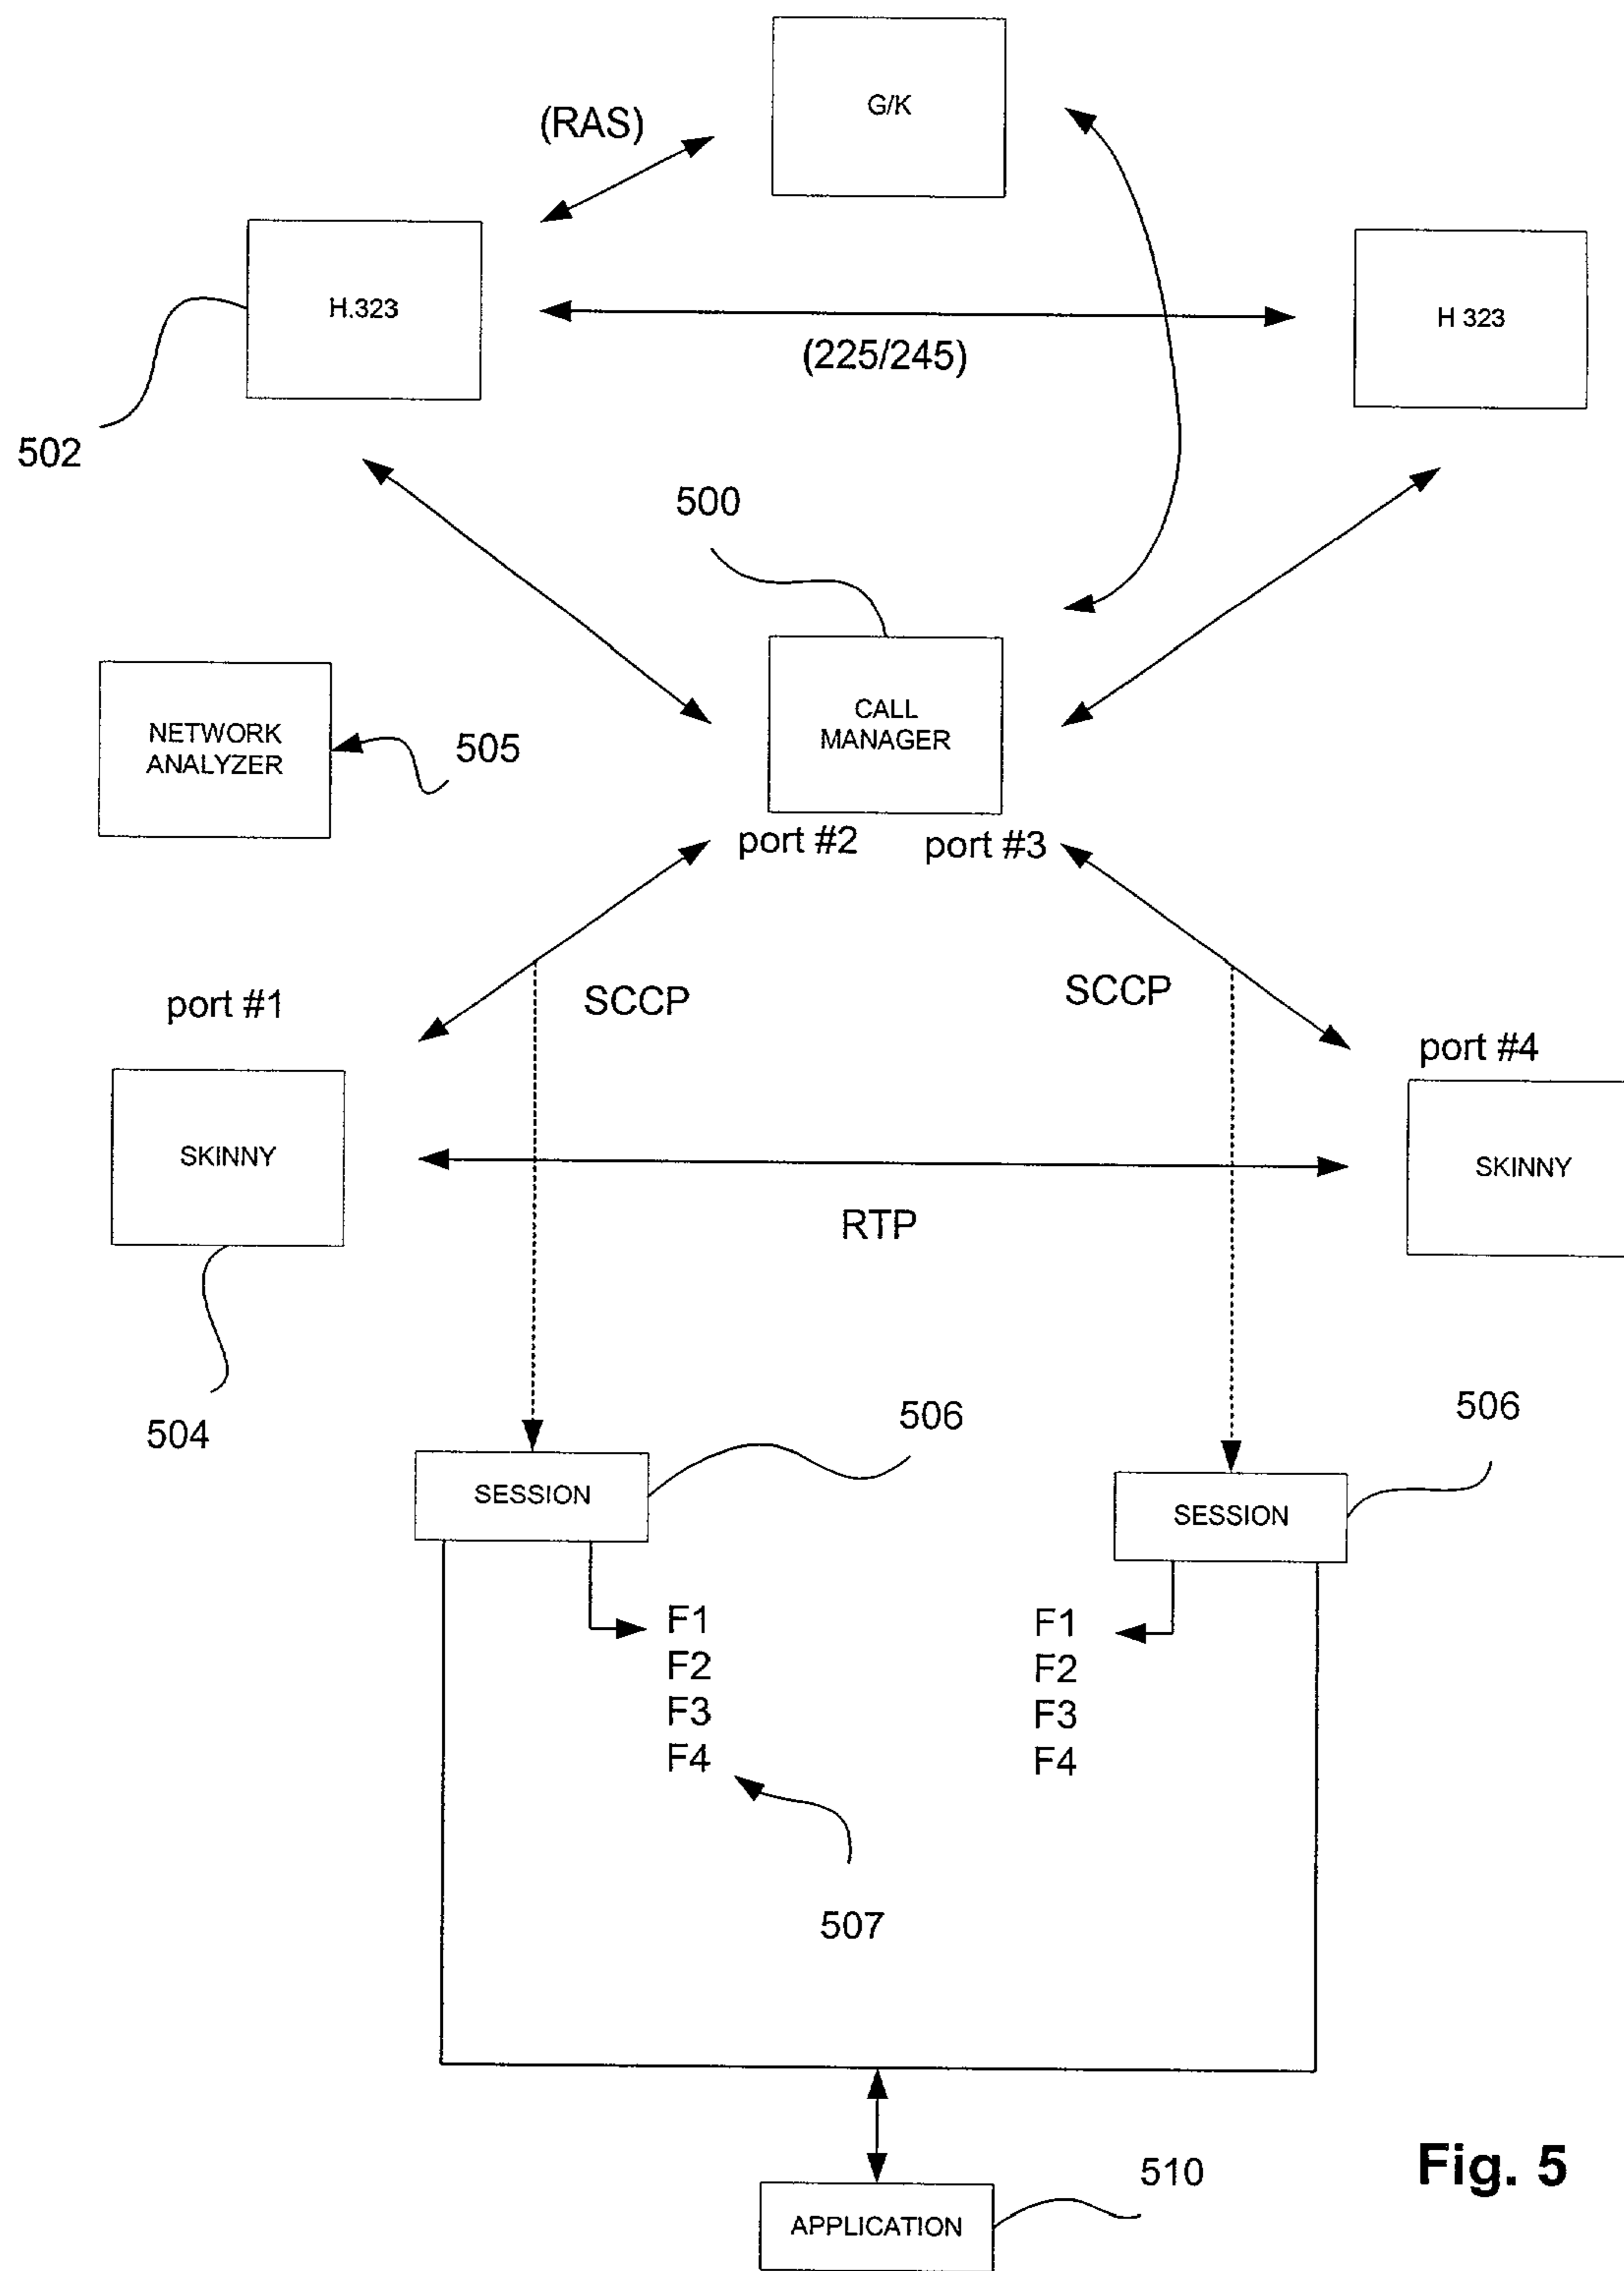 G/K
(RAS)
H.323
H 323
(225/245)
502
500
CALL
MANAGER
NETWORK
ANALYZER
505
port #2
port #3
SCCP
SCCP
port #1
port #4
SKINNY
SKINNY
RTP
504
506
506
SESSION
SESSION
F1
F2
F3
F4
F1
F2
F3
F4
507
510
APPLICATION
Fig. 5